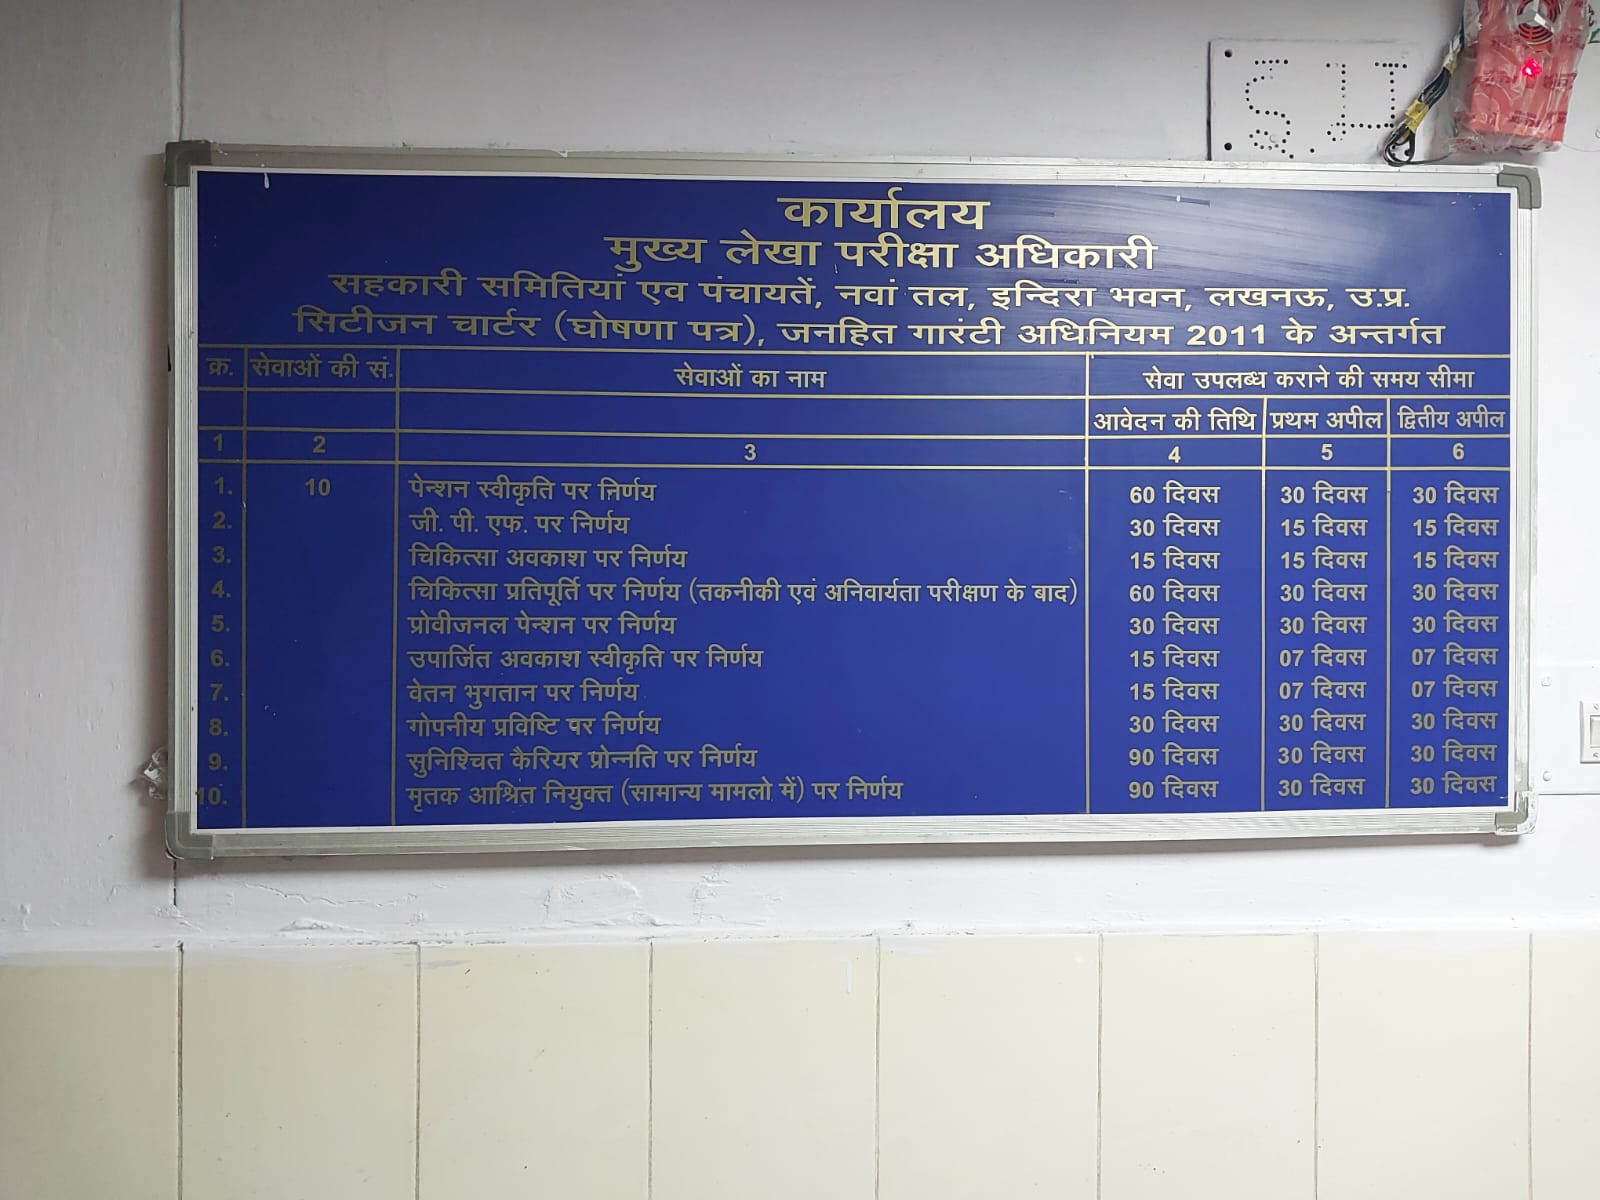 कार्यालय
मुख्य लेखा परीक्षा अधिकारी
सहकारी समितियां एव पंचायतें, नवां तल, इन्दिरा भवन, लखनऊ, उ.प्र.
सिटीजन चार्टर (घोषणा पत्र), जनहित गारंटी अधिनियम 2011 के अन्तर्गत
क्र. सेवाओं की सं. सेवाओं का नाम सेवा उपलब्ध कराने की समय सीमा
आवेदन की तिथि प्रथम अपील द्वितीय अपील
1 2 3 4 5 6
1. 10 पेन्शन स्वीकृति पर निर्णय 60 दिवस 30 दिवस 30 दिवस
2. जी. पी. एफ. पर निर्णय 30 दिवस 15 दिवस 15 दिवस
3. चिकित्सा अवकाश पर निर्णय 15 दिवस 15 दिवस 15 दिवस
4. चिकित्सा प्रतिपूर्ति पर निर्णय (तकनीकी एवं अनिवार्यता परीक्षण के बाद) 60 दिवस 30 दिवस 30 दिवस
5. प्रोवीजनल पेन्शन पर निर्णय 30 दिवस 30 दिवस 30 दिवस
6. उपार्जित अवकाश स्वीकृति पर निर्णय 15 दिवस 07 दिवस 07 दिवस
7. वेतन भुगतान पर निर्णय 15 दिवस 07 दिवस 07 दिवस
8. गोपनीय प्रविष्टि पर निर्णय 30 दिवस 30 दिवस 30 दिवस
9. सुनिश्चित कैरियर प्रोन्नति पर निर्णय 90 दिवस 30 दिवस 30 दिवस
10. मृतक आश्रित नियुक्त (सामान्य मामलो में) पर निर्णय 90 दिवस 30 दिवस 30 दिवस